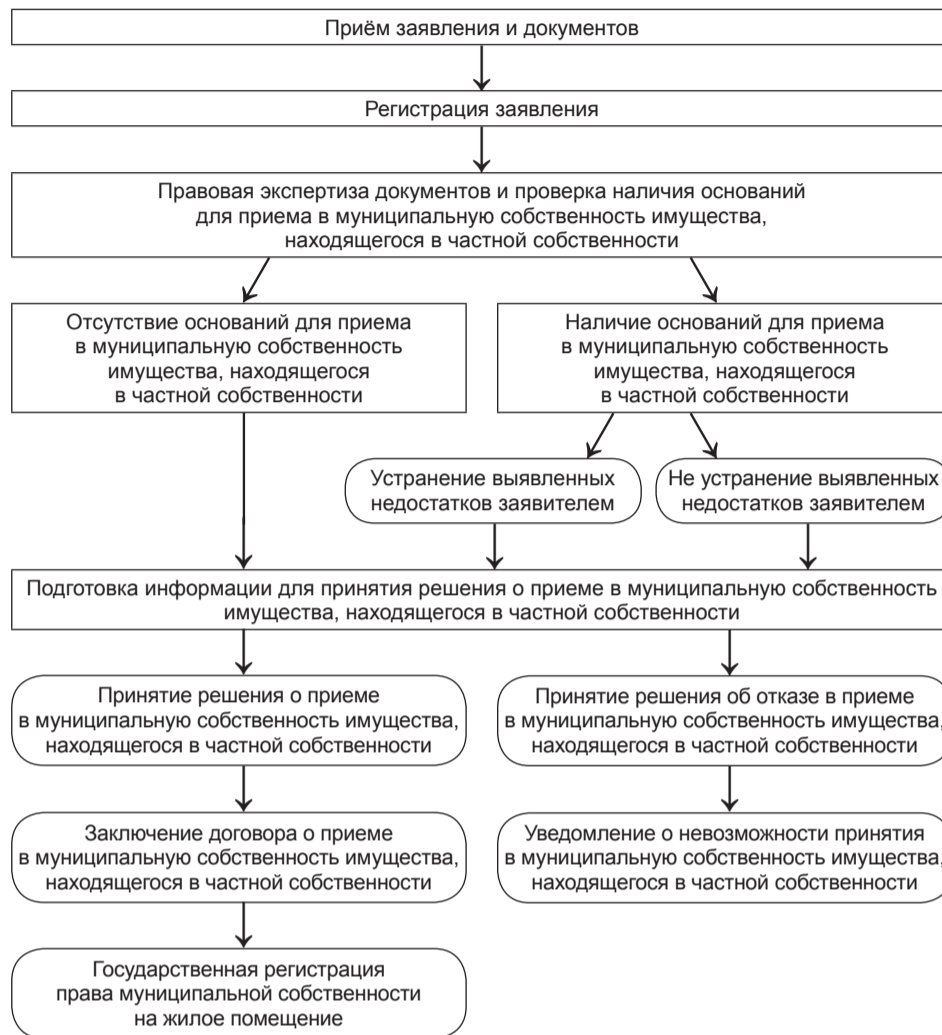 Приём заявления и документов
Регистрация заявления
Правовая экспертиза документов и проверка наличия оснований
для приема в муниципальную собственность имущества,
находящегося в частной собственности
Отсутствие оснований для приема
в муниципальную собственность
имущества, находящегося
в частной собственности
Наличие оснований для приема
в муниципальную собственность
имущества, находящегося
в частной собственности
Устранение выявленных
недостатков заявителем
Не устранение выявленных
недостатков заявителем
Подготовка информации для принятия решения о приеме в муниципальную собственность
имущества, находящегося в частной собственности
Принятие решения о приеме
в муниципальную собственность имущества,
находящегося в частной собственности
Принятие решения об отказе в приеме
в муниципальную собственность имущества,
находящегося в частной собственности
Заключение договора о приеме
в муниципальную собственность имущества,
находящегося в частной собственности
Уведомление о невозможности принятия
в муниципальную собственность имущества,
находящегося в частной собственности
Государственная регистрация
права муниципальной собственности
на жилое помещение